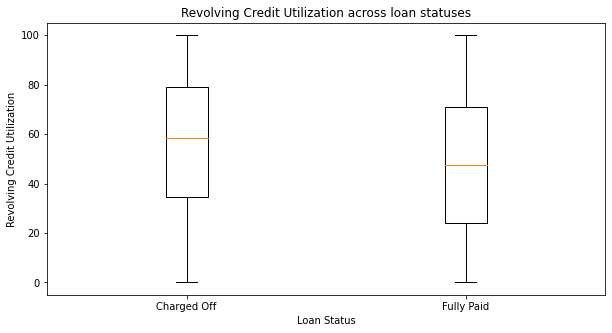 Revolving Credit Utilization across loan statuses
100
80
60
40
20
0
Revolving Credit Utilization
Charged Off
Fully Paid
Loan Status